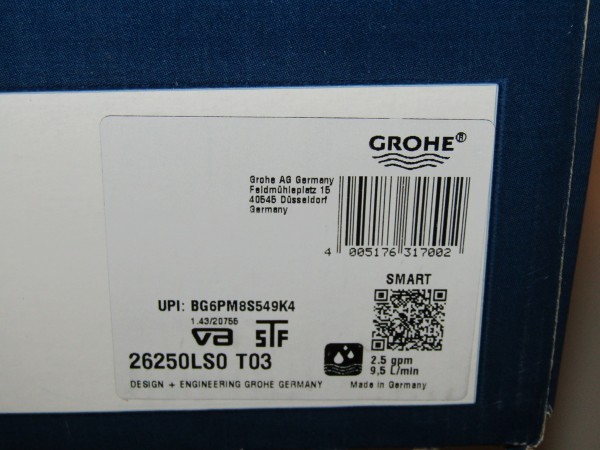 GROHE®
Grohe AG Germany
Feldmühleplatz 15
40545 Düsseldorf
Germany
4 005176 317002
SMART
UPI: BG6PM8S549K4
1.43/20755
va STF
26250LS0 T03
2.5 gpm
9,5 L/min
DESIGN + ENGINEERING GROHE GERMANY
Made in Germany